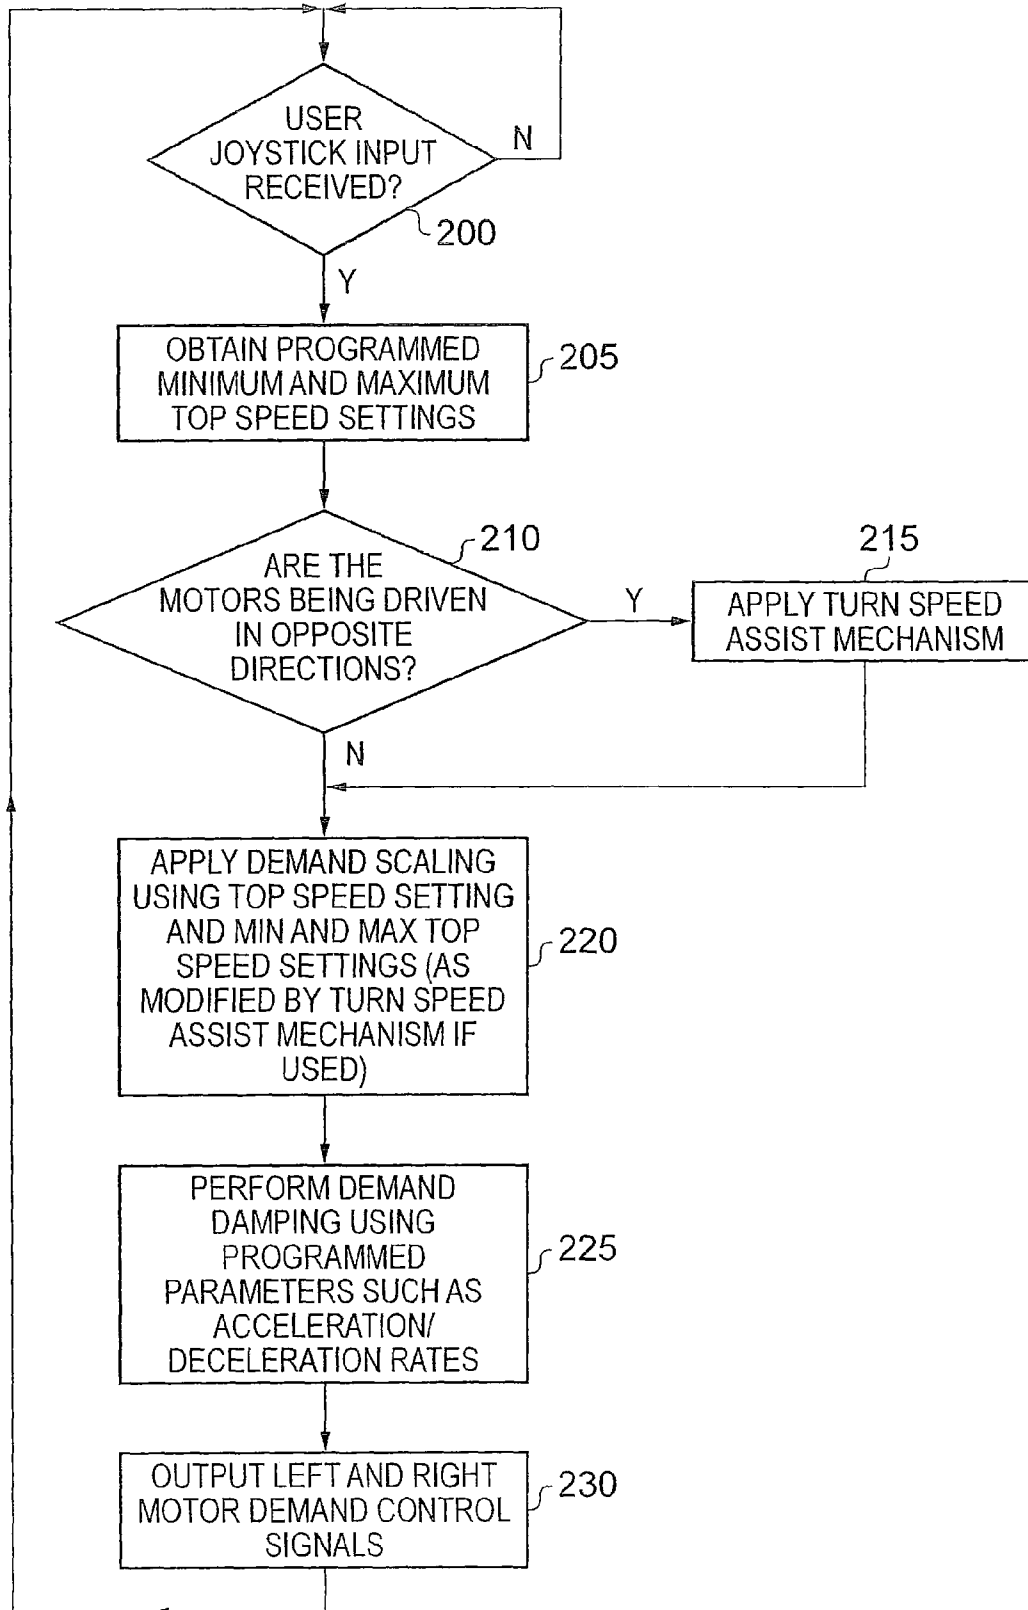 USER
JOYSTICK INPUT
RECEIVED?
N
200
Y
OBTAIN PROGRAMMED
MINIMUM AND MAXIMUM
TOP SPEED SETTINGS
205
210
ARE THE
MOTORS BEING DRIVEN
IN OPPOSITE
DIRECTIONS?
Y
215
APPLY TURN SPEED
ASSIST MECHANISM
N
APPLY DEMAND SCALING
USING TOP SPEED SETTING
AND MIN AND MAX TOP
SPEED SETTINGS (AS
MODIFIED BY TURN SPEED
ASSIST MECHANISM IF
USED)
220
PERFORM DEMAND
DAMPING USING
PROGRAMMED
PARAMETERS SUCH AS
ACCELERATION/
DECELERATION RATES
225
OUTPUT LEFT AND RIGHT
MOTOR DEMAND CONTROL
SIGNALS
230